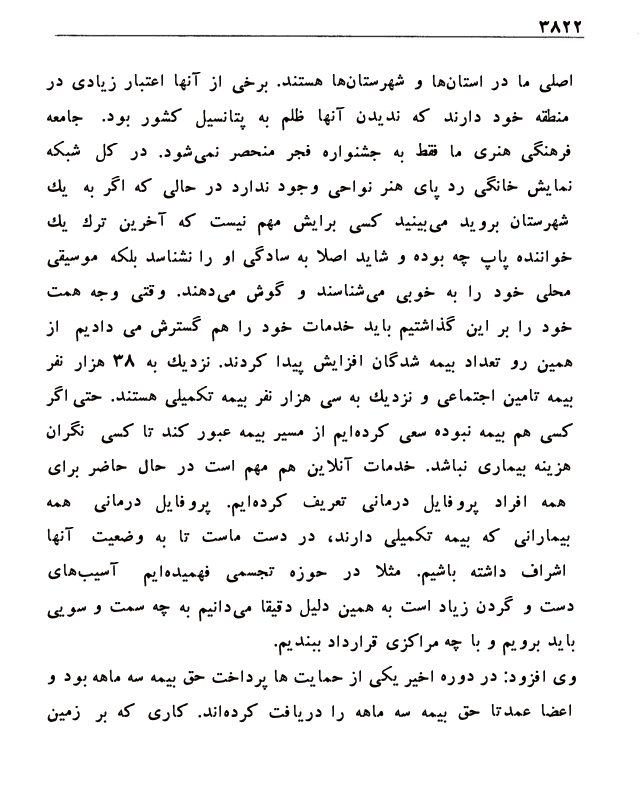 ۳۸۲۲
اصلی ما در استان‌ها و شهرستان‌ها هستند. برخی از آنها اعتبار زیادی در
منطقه خود دارند که ندیدن آنها ظلم به پتانسیل کشور بود. جامعه
فرهنگی هنری ما فقط به جشنواره فجر منحصر نمی‌شود. در کل شبکه
نمایش خانگی رد پای هنر نواحی وجود ندارد در حالی که اگر به یك
شهرستان بروید می‌بینید کسی برایش مهم نیست که آخرین ترك یك
خواننده پاپ چه بوده و شاید اصلا به سادگی او را نشناسد بلکه موسیقی
محلی خود را به خوبی می‌شناسند و گوش می‌دهند. وقتی وجه همت
خود را بر این گذاشتیم باید خدمات خود را هم گسترش می دادیم از
همین رو تعداد بیمه شدگان افزایش پیدا کردند. نزدیك به ۳۸ هزار نفر
بیمه تامین اجتماعی و نزدیك به سی هزار نفر بیمه تکمیلی هستند. حتی اگر
کسی هم بیمه نبوده سعی کرده‌ایم از مسیر بیمه عبور کند تا کسی نگران
هزینه بیماری نباشد. خدمات آنلاین هم مهم است در حال حاضر برای
همه افراد پروفایل درمانی تعریف کرده‌ایم. پروفایل درمانی همه
بیمارانی که بیمه تکمیلی دارند، در دست ماست تا به وضعیت آنها
اشراف داشته باشیم. مثلا در حوزه تجسمی فهمیده‌ایم آسیب‌های
دست و گردن زیاد است به همین دلیل دقیقا می‌دانیم به چه سمت و سویی
باید برویم و با چه مراکزی قرارداد ببندیم.
وی افزود: در دوره اخیر یکی از حمایت ها پرداخت حق بیمه سه ماهه بود و
اعضا عمدتا حق بیمه سه ماهه را دریافت کرده‌اند. کاری که بر زمین